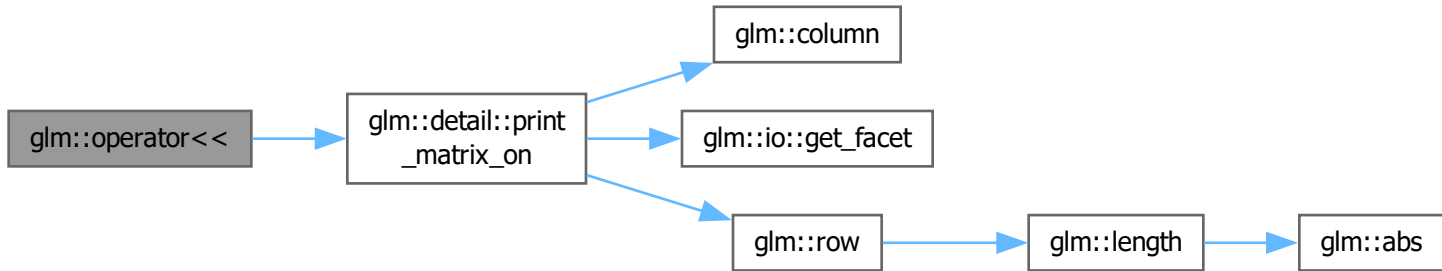 glm::column
glm::operator<<
glm::detail::print
_matrix_on
glm::io::get_facet
glm::row
glm::length
glm::abs